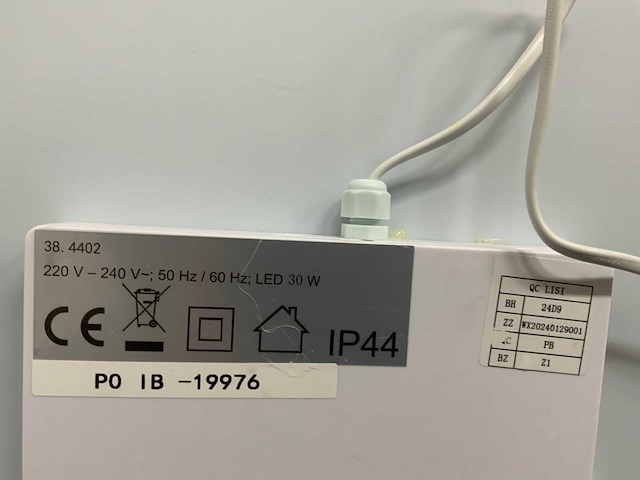 38. 4402
220 V – 240 V~; 50 Hz / 60 Hz; LED 30 W
CE
IP44
PO IB -19976
QC LISI
BH 24D9
ZZ WX20240129001
PB
BZ Z1